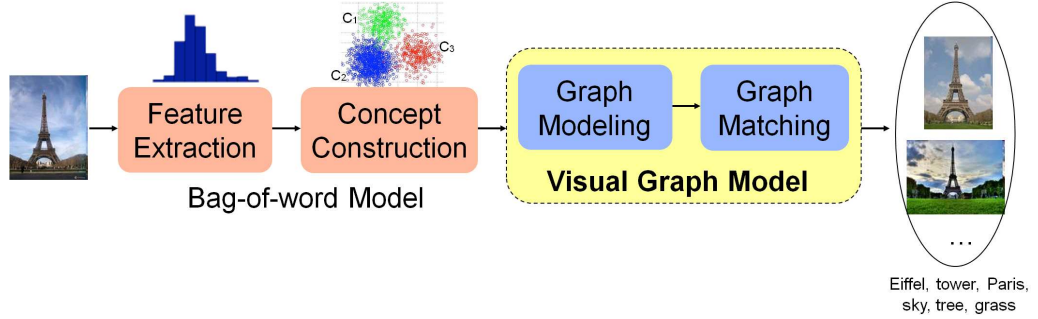 C1
C2
C3
Feature
Extraction
Concept
Construction
Bag-of-word Model
Graph
Modeling
Graph
Matching
Visual Graph Model
...
Eiffel, tower, Paris,
sky, tree, grass